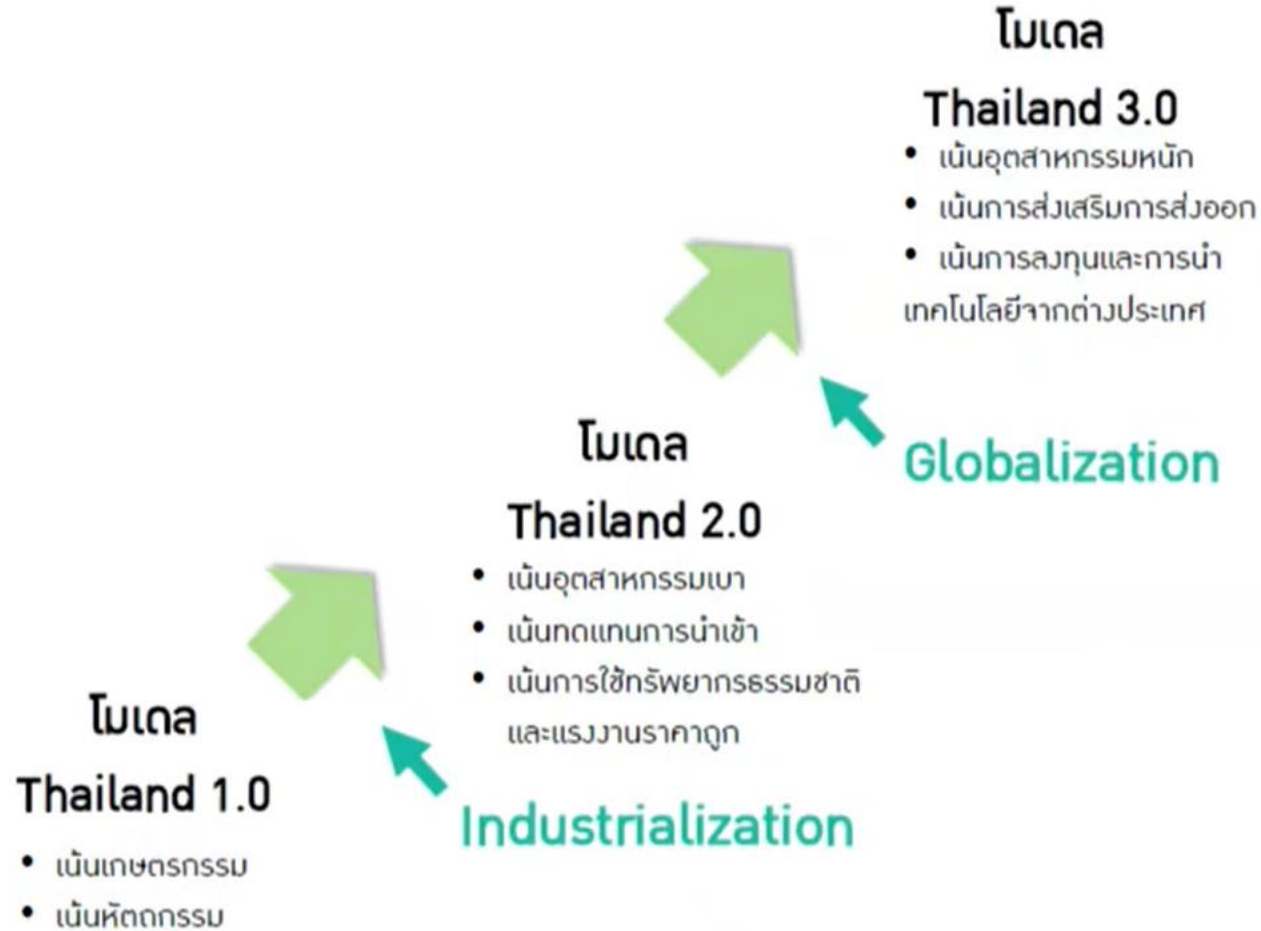 โมเดล
Thailand 3.0
• เน้นอุตสาหกรรมหนัก
• เน้นการส่งเสริมการส่งออก
• เน้นการลงทุนและการนำ
เทคโนโลยีจากต่างประเทศ
Globalization
โมเดล
Thailand 2.0
• เน้นอุตสาหกรรมเบา
• เน้นทดแทนการนำเข้า
• เน้นการใช้ทรัพยากรธรรมชาติ
และแรงงานราคาถูก
Industrialization
โมเดล
Thailand 1.0
• เน้นเกษตรกรรม
• เน้นหัตถกรรม